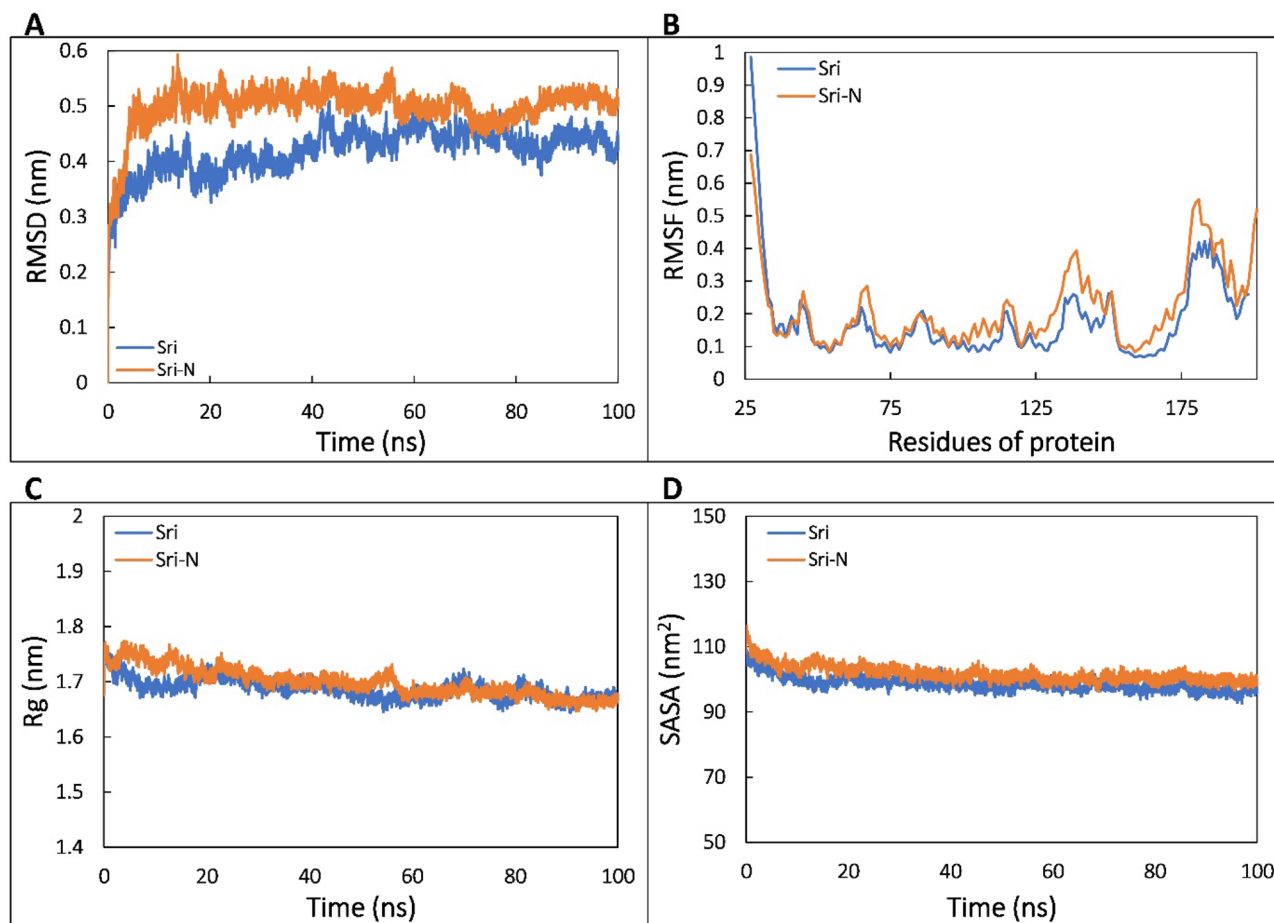 A
0.6
0.5
0.4
0.3
0.2
0.1
0
RMSD (nm)
Sri
Sri-N
0 20 40 60 80 100
Time (ns)
B
1
0.9
0.8
0.7
0.6
0.5
0.4
0.3
0.2
0.1
0
RMSF (nm)
Sri
Sri-N
25 75 125 175
Residues of protein
C
2
1.9
1.8
1.7
1.6
1.5
1.4
Rg (nm)
Sri
Sri-N
0 20 40 60 80 100
Time (ns)
D
150
130
110
90
70
50
SASA (nm²)
Sri
Sri-N
0 20 40 60 80 100
Time (ns)